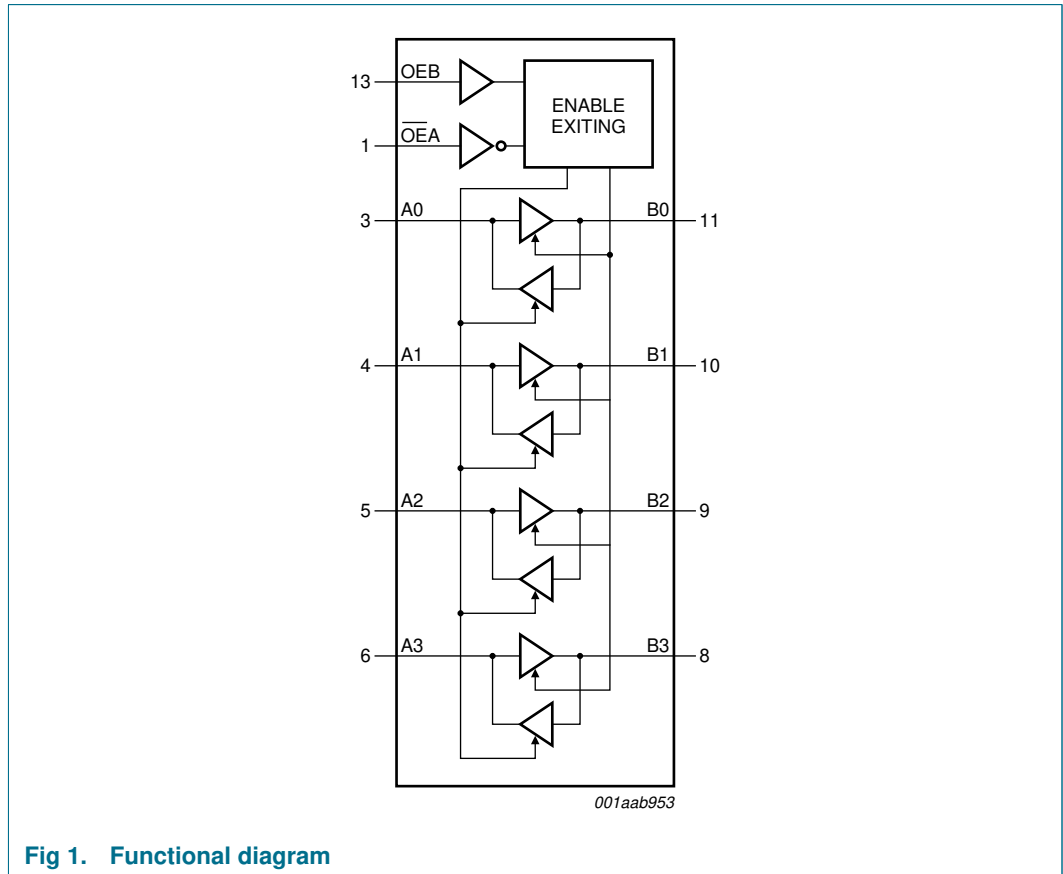 13 OEB
ENABLE
EXITING
1 O̅E̅A
3 A0 B0 11
4 A1 B1 10
5 A2 B2 9
6 A3 B3 8
001aab953
Fig 1. Functional diagram